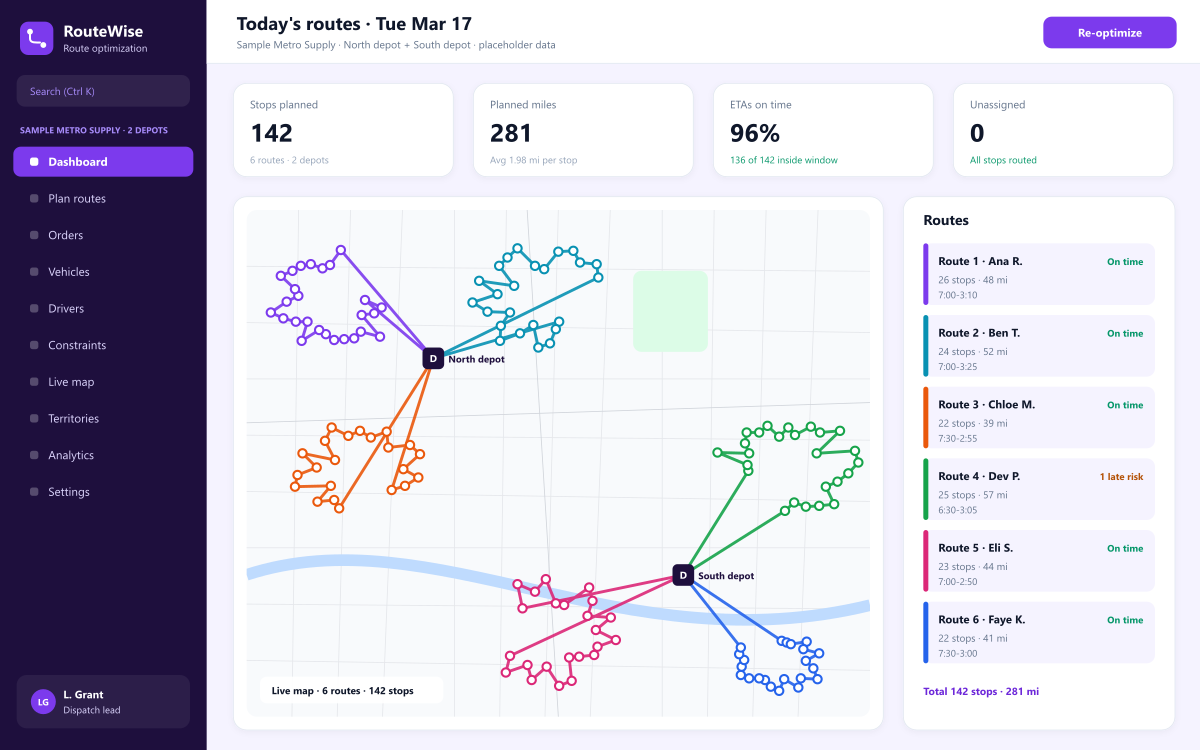 RouteWise
Route optimization
Search (Ctrl K)
SAMPLE METRO SUPPLY · 2 DEPOTS
Dashboard
Plan routes
Orders
Vehicles
Drivers
Constraints
Live map
Territories
Analytics
Settings
LG
L. Grant
Dispatch lead
Today's routes · Tue Mar 17
Sample Metro Supply · North depot + South depot · placeholder data
Re-optimize
Stops planned
142
6 routes · 2 depots
Planned miles
281
Avg 1.98 mi per stop
ETAs on time
96%
136 of 142 inside window
Unassigned
0
All stops routed
D
North depot
D
South depot
Live map · 6 routes · 142 stops
Routes
Route 1 · Ana R.
On time
26 stops · 48 mi
7:00-3:10
Route 2 · Ben T.
On time
24 stops · 52 mi
7:00-3:25
Route 3 · Chloe M.
On time
22 stops · 39 mi
7:30-2:55
Route 4 · Dev P.
1 late risk
25 stops · 57 mi
6:30-3:05
Route 5 · Eli S.
On time
23 stops · 44 mi
7:00-2:50
Route 6 · Faye K.
On time
22 stops · 41 mi
7:30-3:00
Total 142 stops · 281 mi